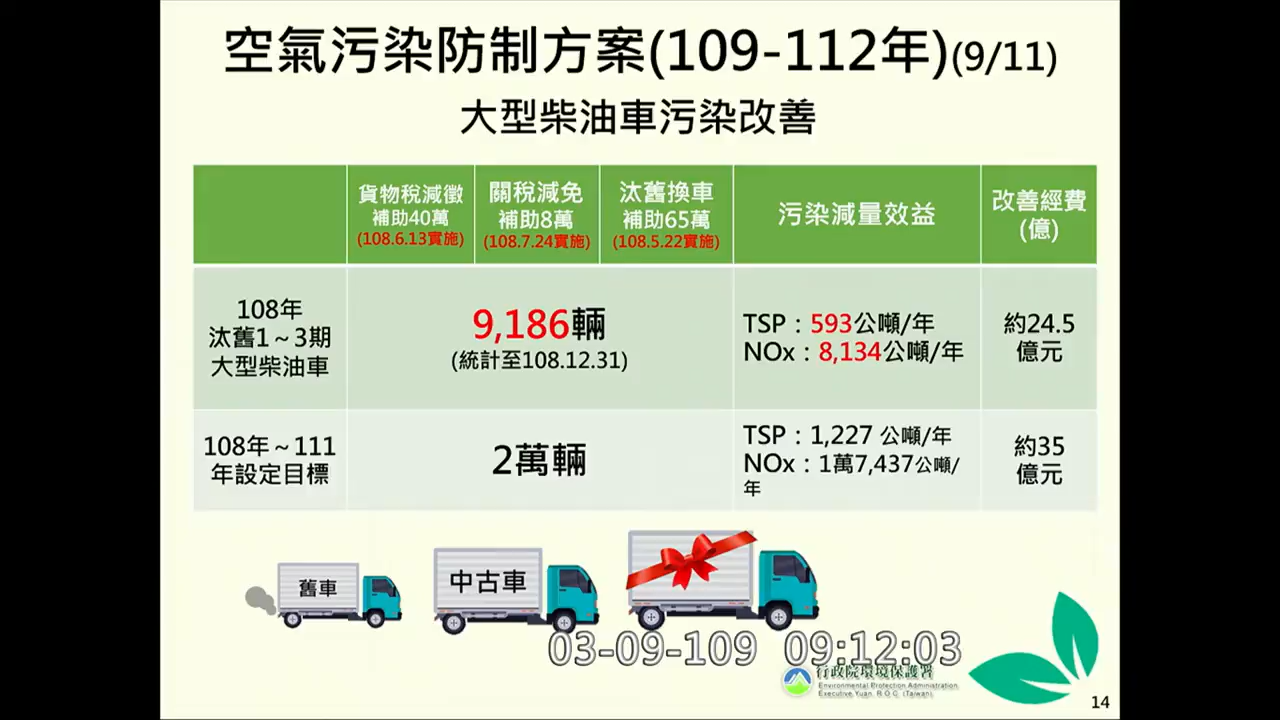 空氣污染防制方案(109-112年)(9/11)
大型柴油車污染改善
貨物稅減徵
補助40萬
(108.6.13實施)
關稅減免
補助8萬
(108.7.24實施)
汰舊換車
補助65萬
(108.5.22實施)
污染減量效益
改善經費
(億)
108年
汰舊1～3期
大型柴油車
9,186輛
(統計至108.12.31)
TSP：593公噸/年
NOx：8,134公噸/年
約24.5
億元
108年～111
年設定目標
2萬輛
TSP：1,227 公噸/年
NOx：1萬7,437公噸/
年
約35
億元
舊車
中古車
03-09-109 09:12:03
行政院環境保護署
Environmental Protection Administration
Executive Yuan, R.O.C. (Taiwan)
14